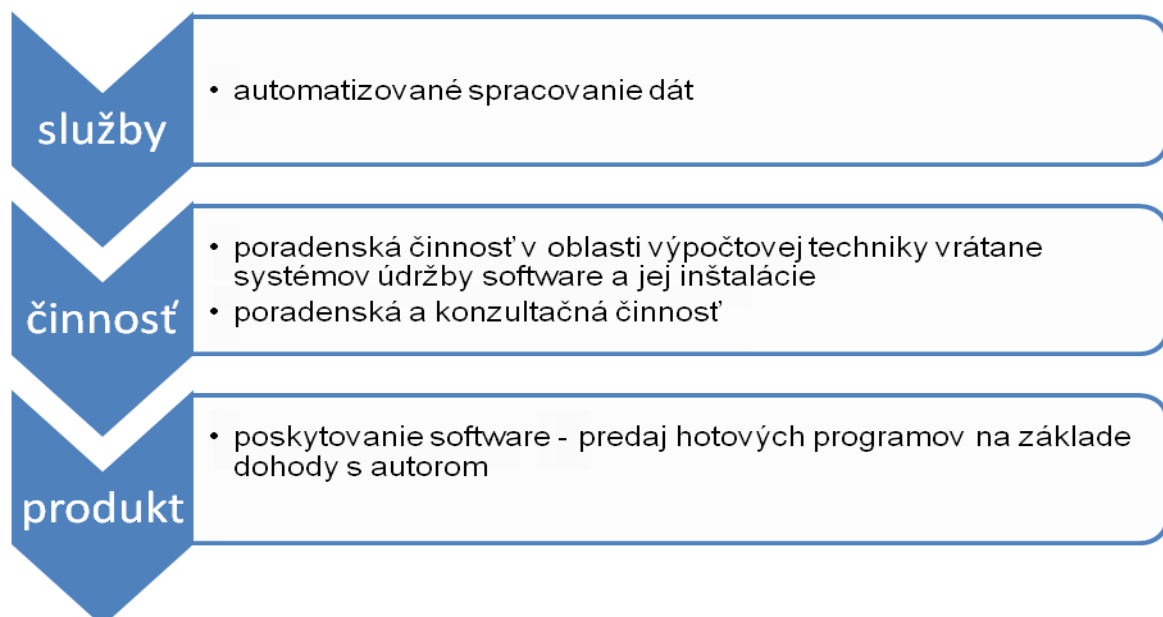 služby
• automatizované spracovanie dát
činnosť
• poradenská činnosť v oblasti výpočtovej techniky vrátane
systémov údržby software a jej inštalácie
• poradenská a konzultačná činnosť
produkt
• poskytovanie software - predaj hotových programov na základe
dohody s autorom